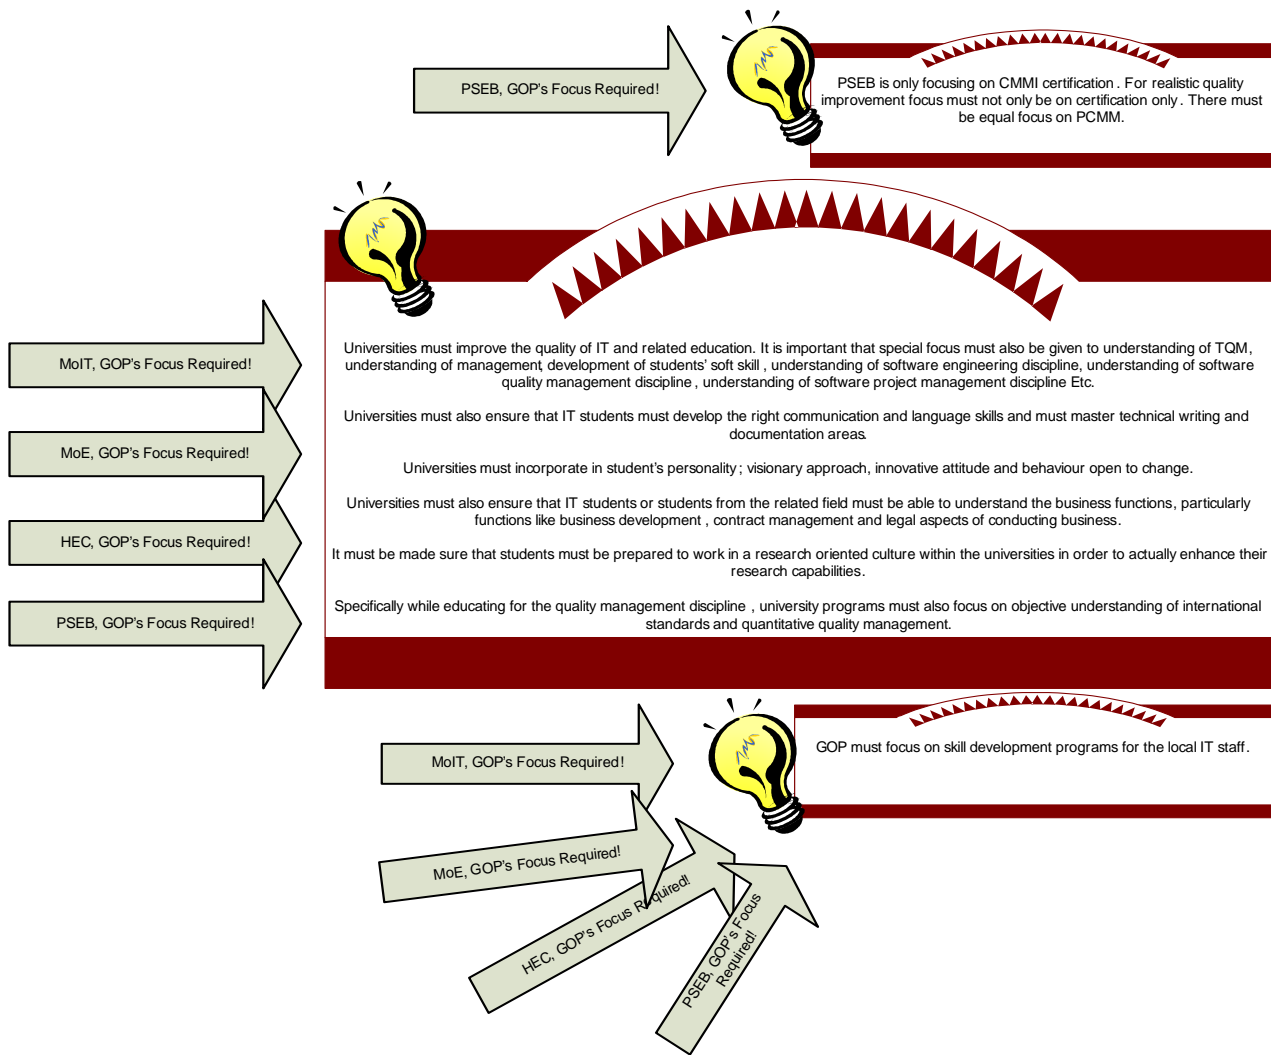 PSEB, GOP's Focus Required!
PSEB is only focusing on CMMI certification. For realistic quality
improvement focus must not only be on certification only. There must
be equal focus on PCMM.
MoIT, GOP's Focus Required!
MoE, GOP's Focus Required!
HEC, GOP's Focus Required!
PSEB, GOP's Focus Required!
Universities must improve the quality of IT and related education. It is important that special focus must also be given to understanding of TQM,
understanding of management, development of students' soft skill, understanding of software engineering discipline, understanding of software
quality management discipline, understanding of software project management discipline Etc.
Universities must also ensure that IT students must develop the right communication and language skills and must master technical writing and
documentation areas.
Universities must incorporate in student's personality; visionary approach, innovative attitude and behaviour open to change.
Universities must also ensure that IT students or students from the related field must be able to understand the business functions, particularly
functions like business development, contract management and legal aspects of conducting business.
It must be made sure that students must be prepared to work in a research oriented culture within the universities in order to actually enhance their
research capabilities.
Specifically while educating for the quality management discipline, university programs must also focus on objective understanding of international
standards and quantitative quality management.
GOP must focus on skill development programs for the local IT staff.
MoIT, GOP's Focus Required!
MoE, GOP's Focus Required!
HEC, GOP's Focus Required!
PSEB, GOP's Focus
Required!